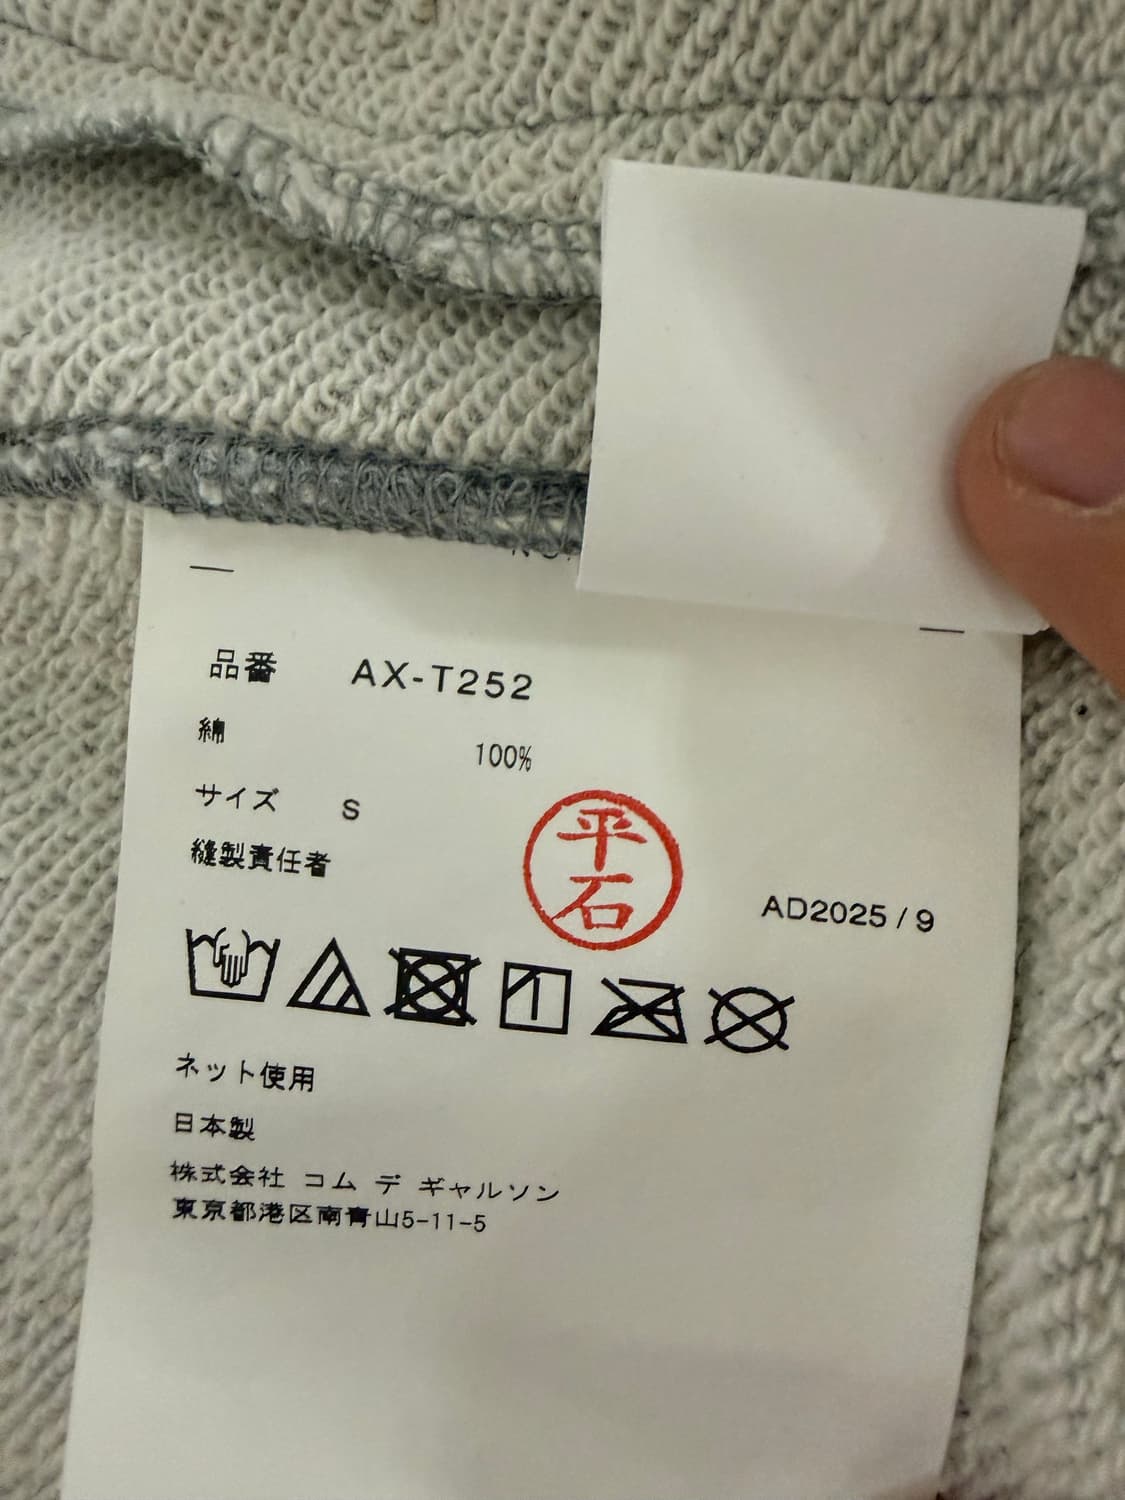 品番 AX-T252
綿 100%
サイズ S
縫製責任者
平石
AD2025/9
ネット使用
日本製
株式会社 コム デ ギャルソン
東京都港区南青山5-11-5